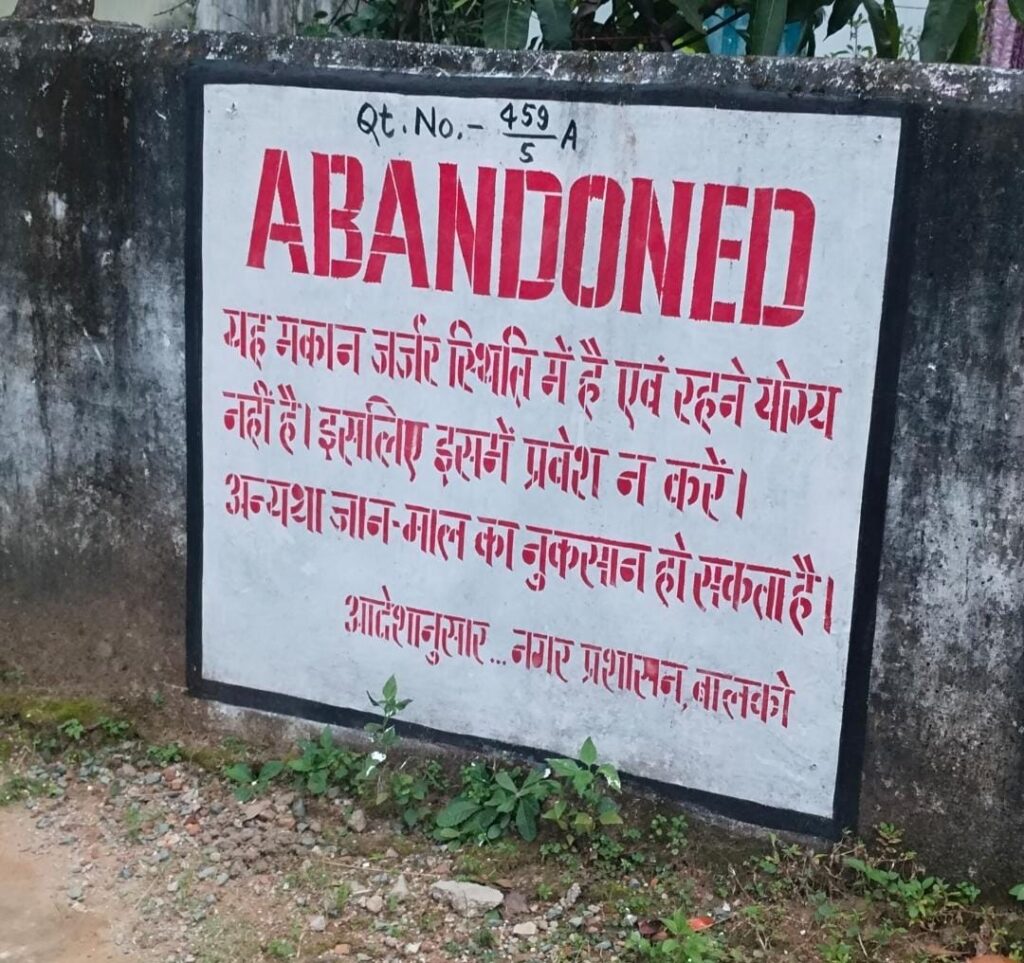 Qt. No.- 459/5 A
ABANDONED
यह मकान जर्जर स्थिति में है एवं रहने योग्य
नहीं है। इसलिए इसमें प्रवेश न करें।
अन्यथा जान-माल का नुकसान हो सकता है।
आदेशानुसार... नगर प्रशासन, बालको